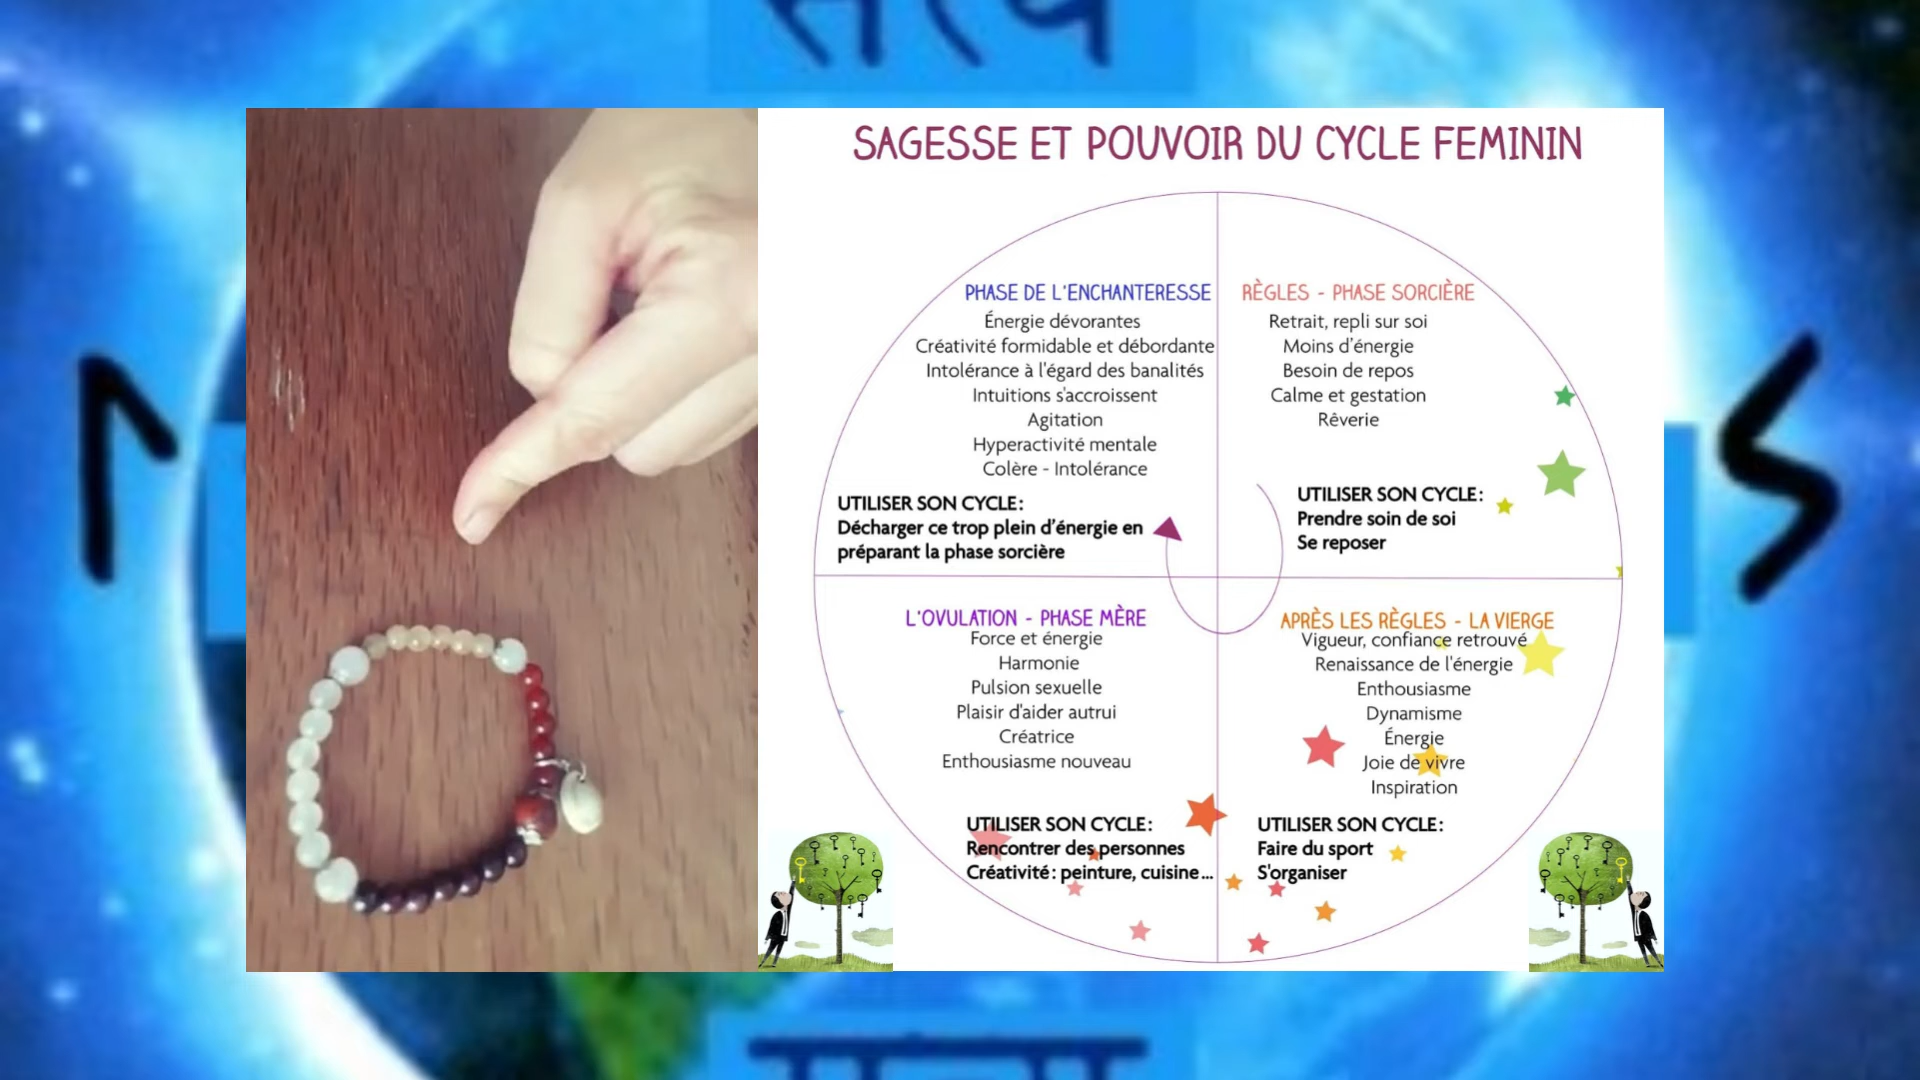 SAGESSE ET POUVOIR DU CYCLE FEMININ
PHASE DE L'ENCHANTERESSE
Énergie dévorantes
Créativité formidable et débordante
Intolérance à l'égard des banalités
Intuitions s'accroissent
Agitation
Hyperactivité mentale
Colère - Intolérance
UTILISER SON CYCLE:
Décharger ce trop plein d'énergie en
préparant la phase sorcière
RÈGLES - PHASE SORCIÈRE
Retrait, repli sur soi
Moins d'énergie
Besoin de repos
Calme et gestation
Rêverie
UTILISER SON CYCLE:
Prendre soin de soi
Se reposer
L'OVULATION - PHASE MÈRE
Force et énergie
Harmonie
Pulsion sexuelle
Plaisir d'aider autrui
Créatrice
Enthousiasme nouveau
UTILISER SON CYCLE:
Rencontrer des personnes
Créativité: peinture, cuisine...
APRÈS LES RÈGLES - LA VIERGE
Vigueur, confiance retrouvé
Renaissance de l'énergie
Enthousiasme
Dynamisme
Énergie
Joie de vivre
Inspiration
UTILISER SON CYCLE:
Faire du sport
S'organiser